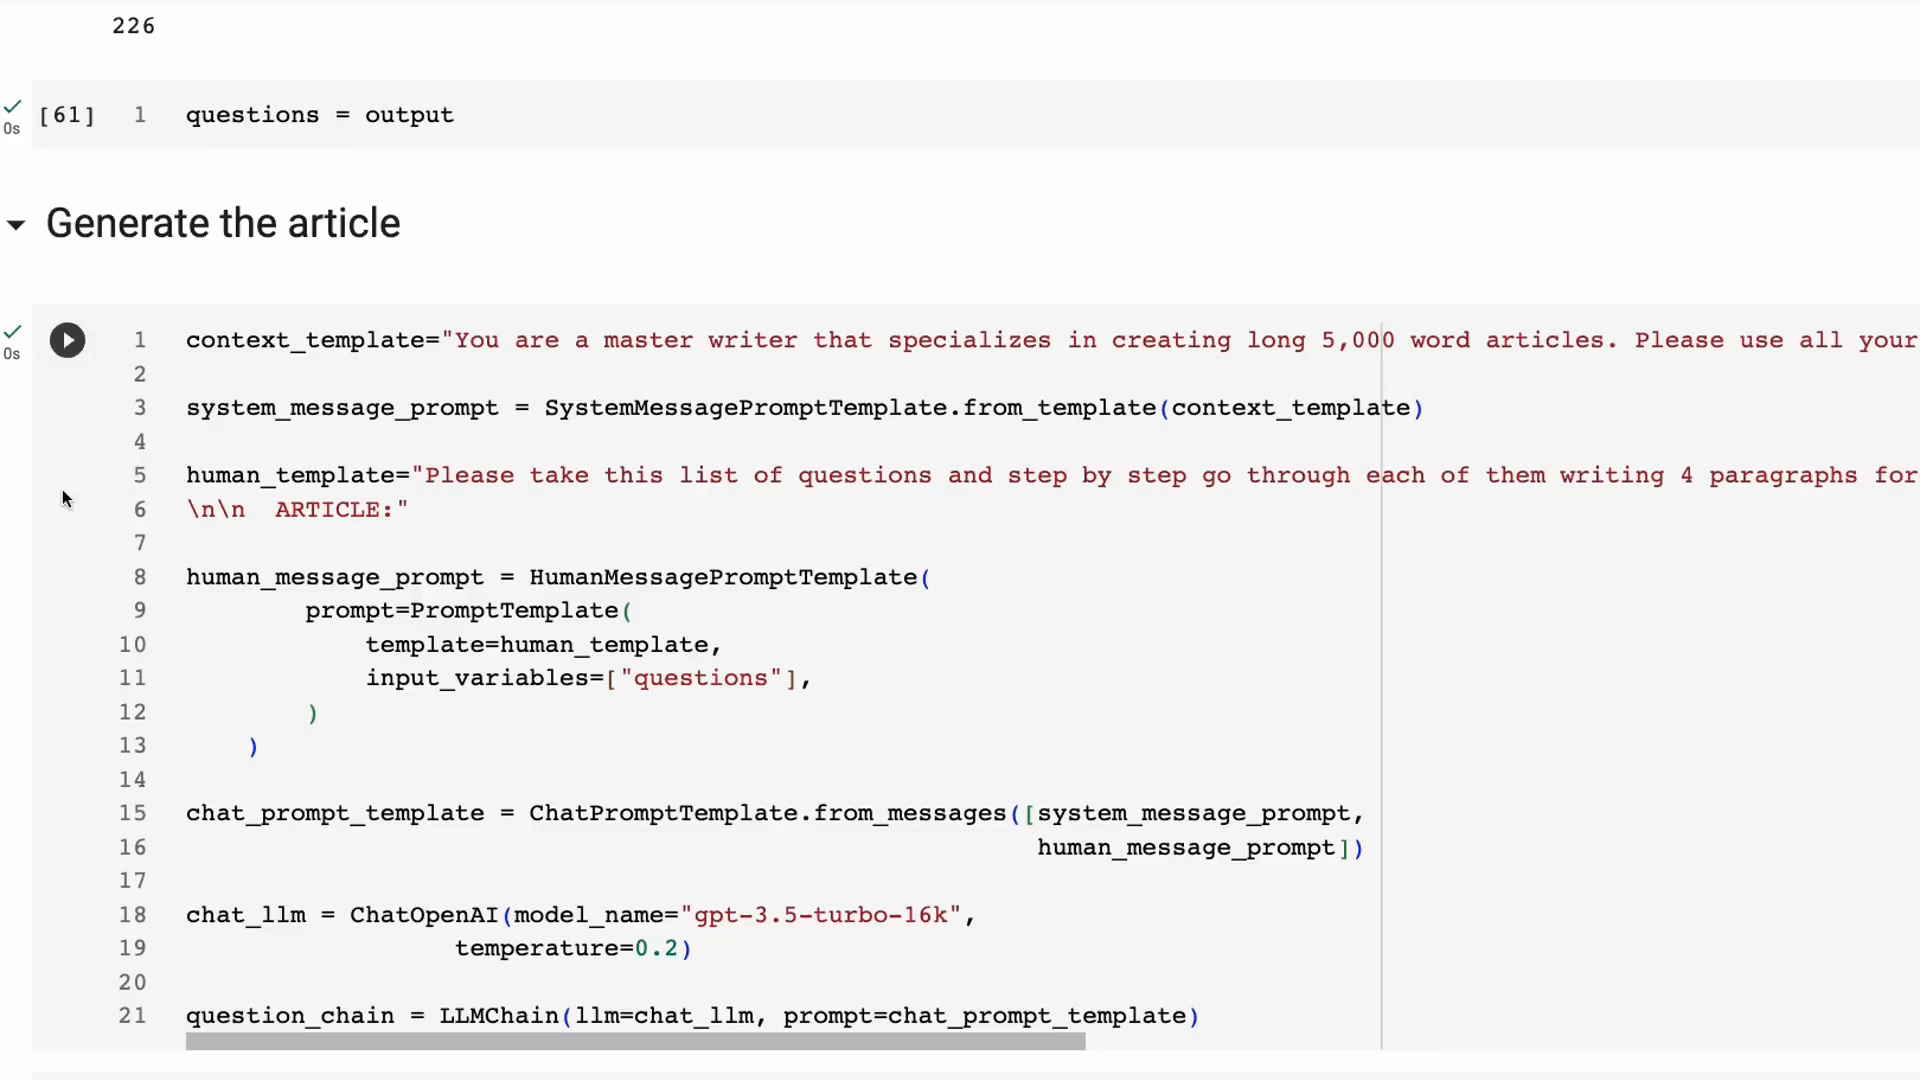 226
0s [61] 1 questions = output
Generate the article
0s 1 context_template="You are a master writer that specializes in creating long 5,000 word articles. Please use all your
2
3 system_message_prompt = SystemMessagePromptTemplate.from_template(context_template)
4
5 human_template="Please take this list of questions and step by step go through each of them writing 4 paragraphs for
6 \n\n  ARTICLE:"
7
8 human_message_prompt = HumanMessagePromptTemplate(
9         prompt=PromptTemplate(
10             template=human_template,
11             input_variables=["questions"],
12         )
13     )
14
15 chat_prompt_template = ChatPromptTemplate.from_messages([system_message_prompt,
16                                                          human_message_prompt])
17
18 chat_llm = ChatOpenAI(model_name="gpt-3.5-turbo-16k",
19                   temperature=0.2)
20
21 question_chain = LLMChain(llm=chat_llm, prompt=chat_prompt_template)